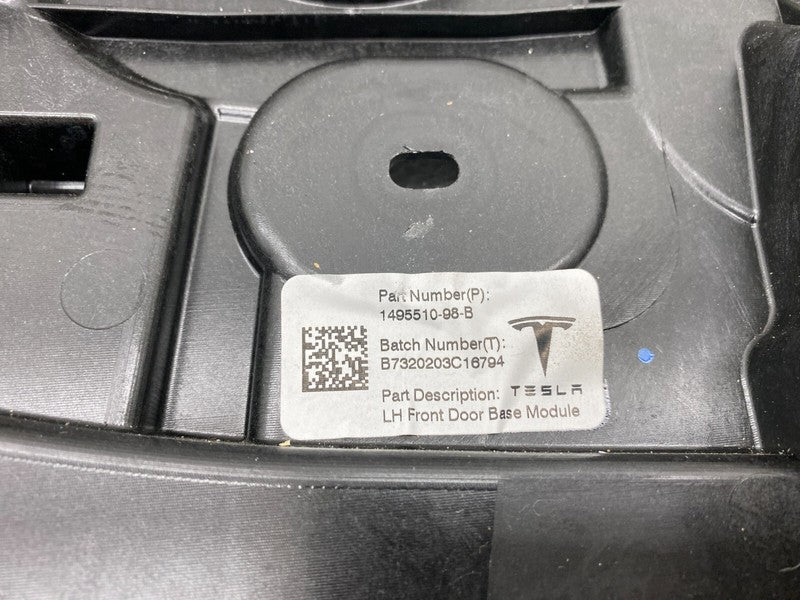 Part Number(P):
1495510-98-B
Batch Number(T):
B7320203C16794
Part Description:
LH Front Door Base Module
TESLA